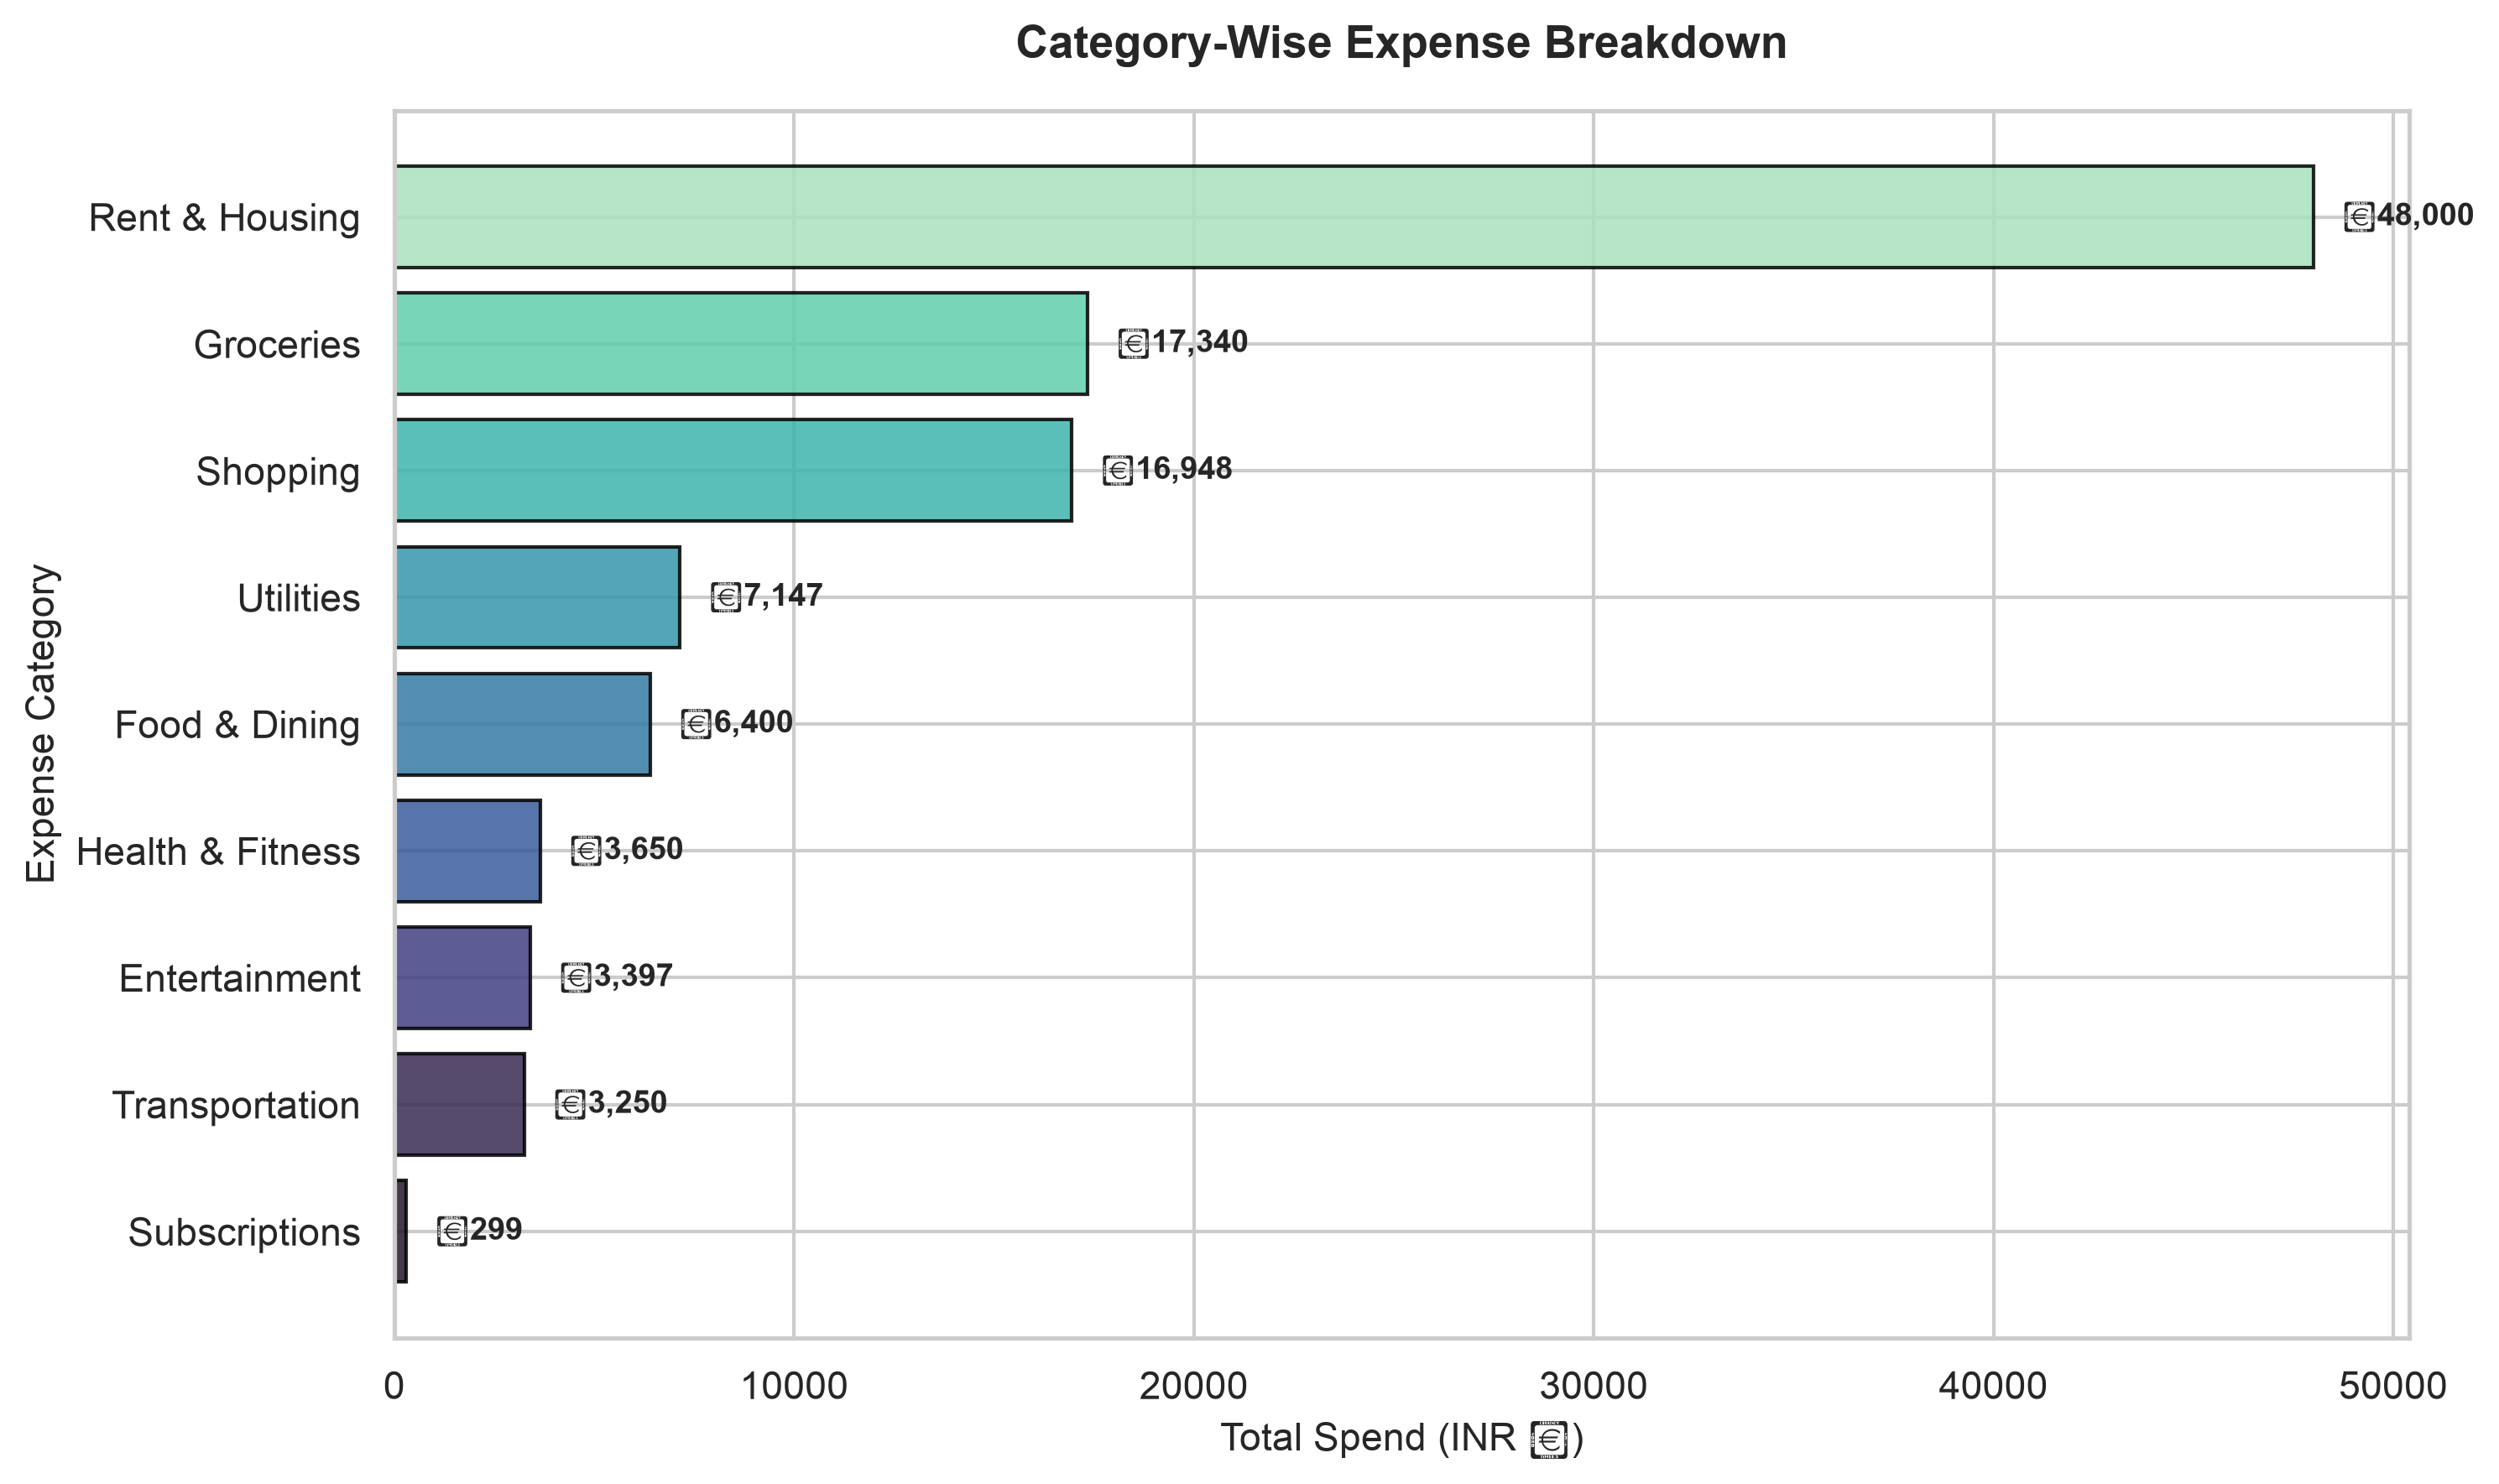 Category-Wise Expense Breakdown
Expense Category
Rent & Housing €48,000
Groceries €17,340
Shopping €16,948
Utilities €7,147
Food & Dining €6,400
Health & Fitness €3,650
Entertainment €3,397
Transportation €3,250
Subscriptions €299
0 10000 20000 30000 40000 50000
Total Spend (INR €)